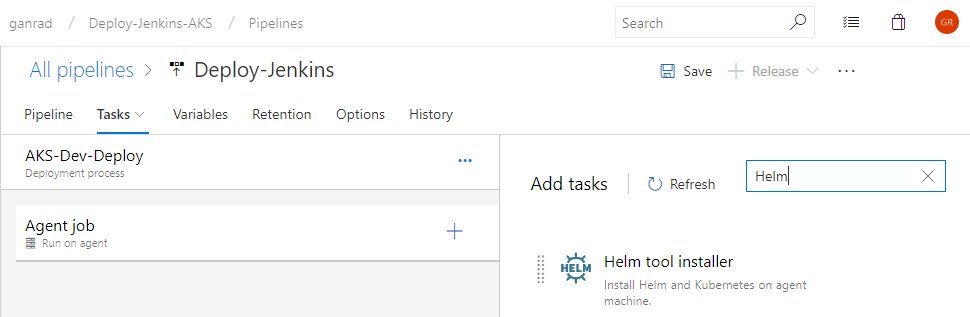 ganrad / Deploy-Jenkins-AKS / Pipelines
Search
GR
All pipelines > Deploy-Jenkins
Save
+ Release
...
Pipeline Tasks Variables Retention Options History
AKS-Dev-Deploy
...
Deployment process
Add tasks
Refresh
Helm
Agent job
Run on agent
HELM
Helm tool installer
Install Helm and Kubernetes on agent
machine.